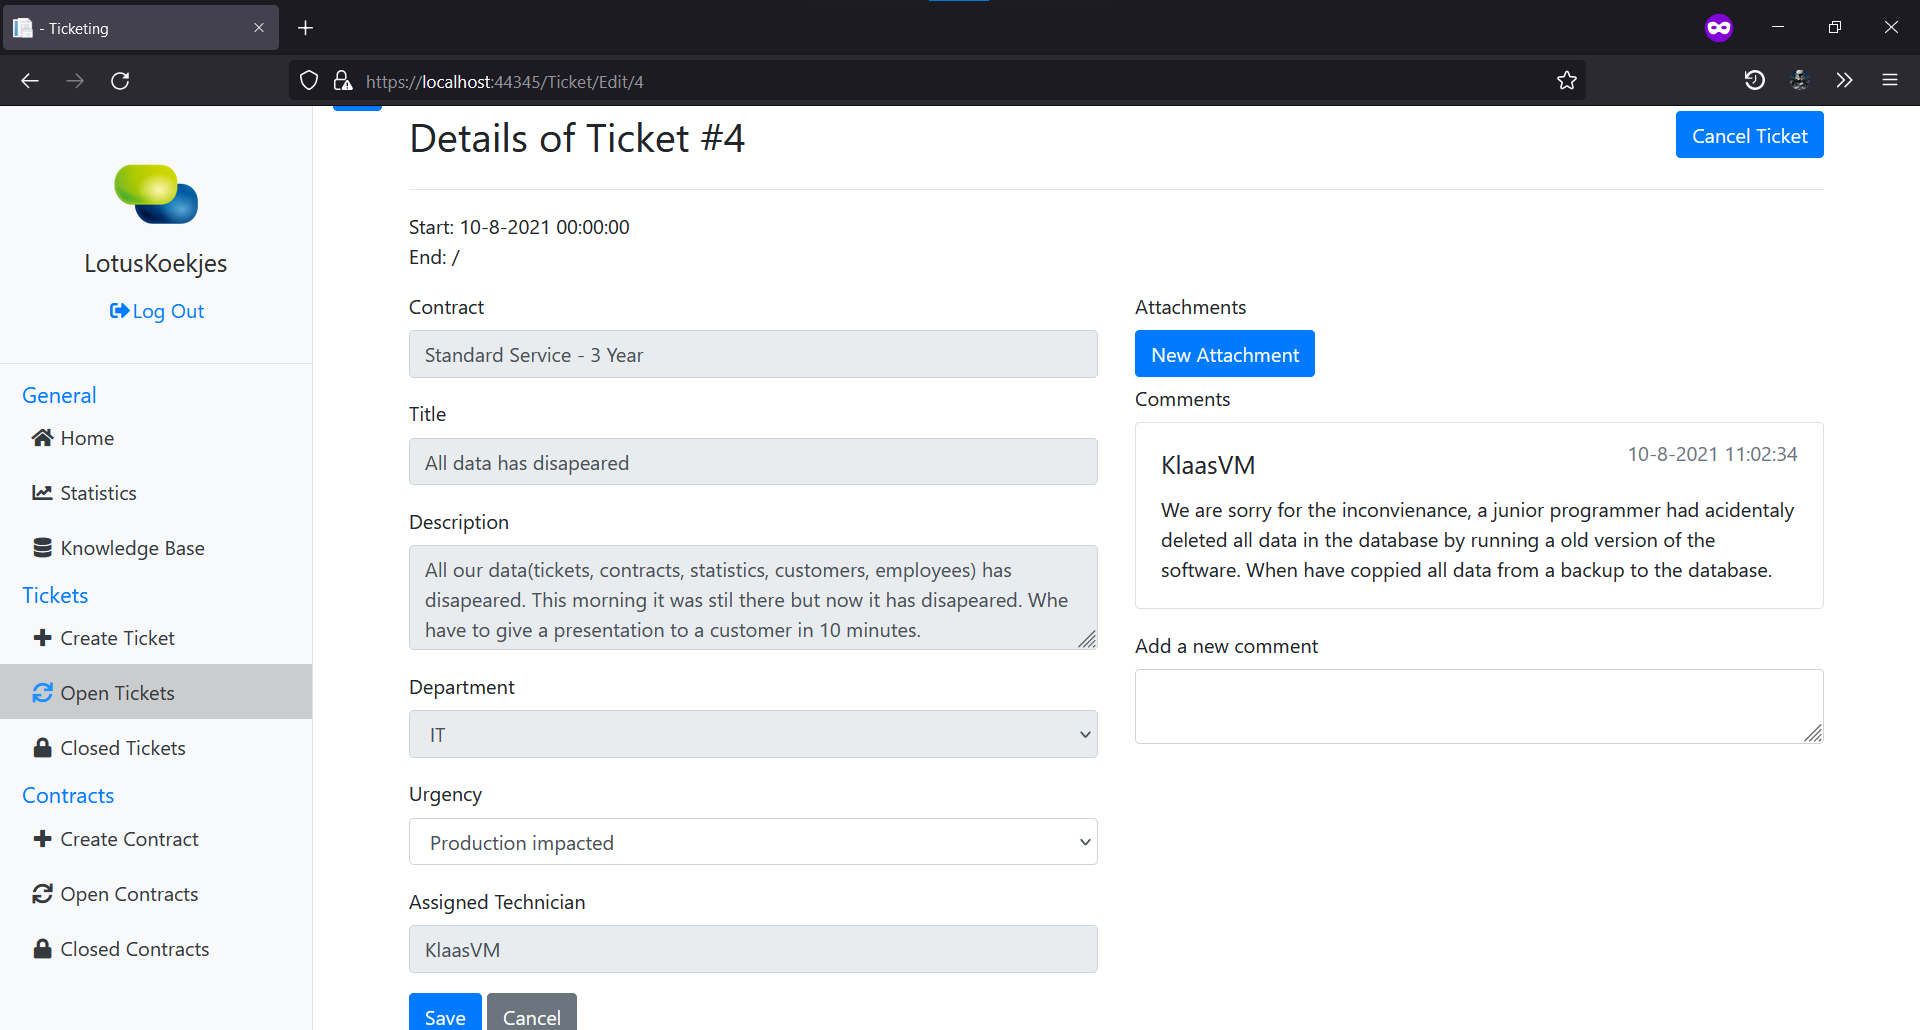 - Ticketing
https://localhost:44345/Ticket/Edit/4
LotusKoekjes
Log Out
General
Home
Statistics
Knowledge Base
Tickets
Create Ticket
Open Tickets
Closed Tickets
Contracts
Create Contract
Open Contracts
Closed Contracts
Details of Ticket #4
Cancel Ticket
Start: 10-8-2021 00:00:00
End: /
Contract
Standard Service - 3 Year
Title
All data has disapeared
Description
All our data(tickets, contracts, statistics, customers, employees) has
disapeared. This morning it was stil there but now it has disapeared. Whe
have to give a presentation to a customer in 10 minutes.
Department
IT
Urgency
Production impacted
Assigned Technician
KlaasVM
Save
Cancel
Attachments
New Attachment
Comments
KlaasVM
10-8-2021 11:02:34
We are sorry for the inconvienance, a junior programmer had acidentaly
deleted all data in the database by running a old version of the
software. When have coppied all data from a backup to the database.
Add a new comment